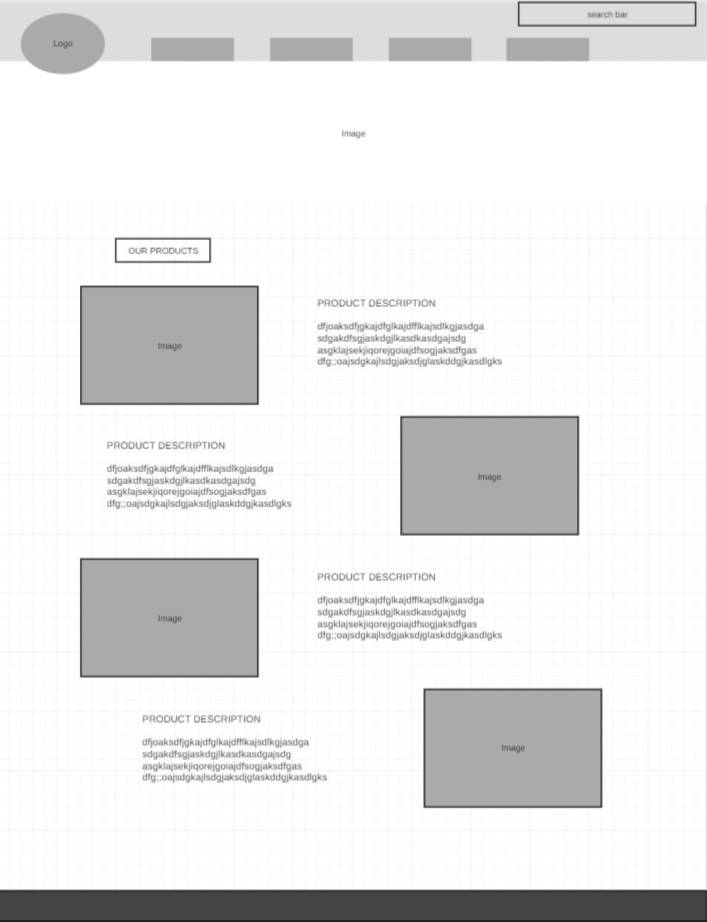 search bar
Logo
Image
OUR PRODUCTS
Image
PRODUCT DESCRIPTION
dfjoaksdfjgkajdfglkajdfflkajsdlkgjasdga
sdgakdfsgjaskdgjlkasdkasdgajsdg
asgklajsekjiqorejgoiajdfsogjaksdfgas
dfg;;oajsdgkajlsdgjaksdjglaskddgjkasdlgks
PRODUCT DESCRIPTION
dfjoaksdfjgkajdfglkajdfflkajsdlkgjasdga
sdgakdfsgjaskdgjlkasdkasdgajsdg
asgklajsekjiqorejgoiajdfsogjaksdfgas
dfg;;oajsdgkajlsdgjaksdjglaskddgjkasdlgks
Image
Image
PRODUCT DESCRIPTION
dfjoaksdfjgkajdfglkajdfflkajsdlkgjasdga
sdgakdfsgjaskdgjlkasdkasdgajsdg
asgklajsekjiqorejgoiajdfsogjaksdfgas
dfg;;oajsdgkajlsdgjaksdjglaskddgjkasdlgks
PRODUCT DESCRIPTION
dfjoaksdfjgkajdfglkajdfflkajsdlkgjasdga
sdgakdfsgjaskdgjlkasdkasdgajsdg
asgklajsekjiqorejgoiajdfsogjaksdfgas
dfg;;oajsdgkajlsdgjaksdjglaskddgjkasdlgks
Image